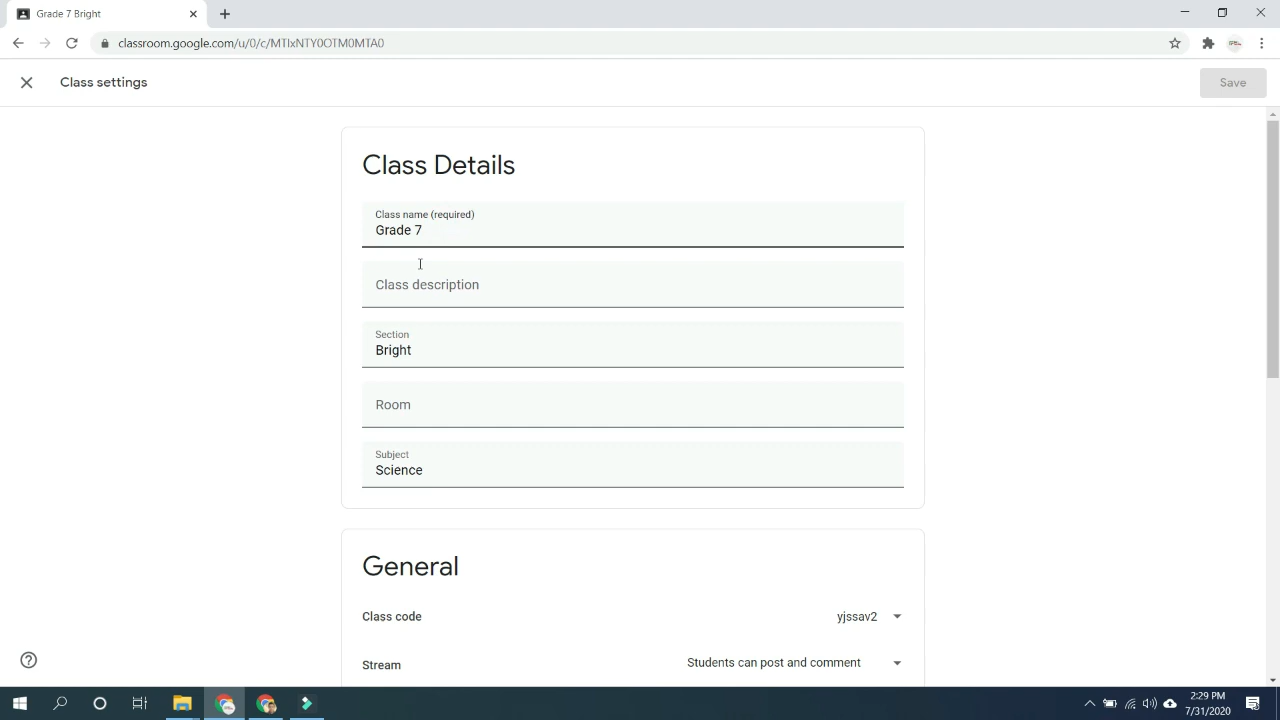 Grade 7 Bright
classroom.google.com/u/0/c/MTIxNTY0OTM0MTA0
Class settings
Save
Class Details
Class name (required)
Grade 7
Class description
Section
Bright
Room
Subject
Science
General
Class code
yjssav2
Stream
Students can post and comment
2:29 PM
7/31/2020